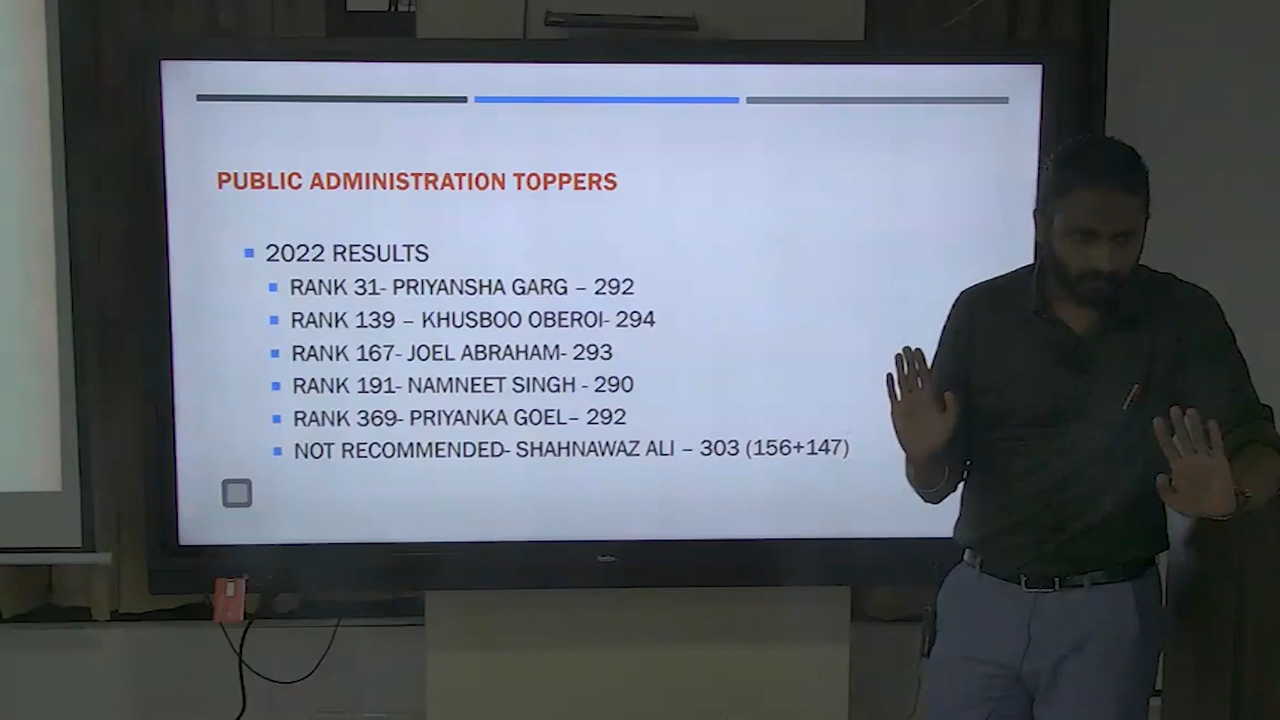 PUBLIC ADMINISTRATION TOPPERS
2022 RESULTS
RANK 31- PRIYANSHA GARG – 292
RANK 139 – KHUSBOO OBEROI- 294
RANK 167- JOEL ABRAHAM- 293
RANK 191- NAMNEET SINGH - 290
RANK 369- PRIYANKA GOEL– 292
NOT RECOMMENDED- SHAHNAWAZ ALI – 303 (156+147)